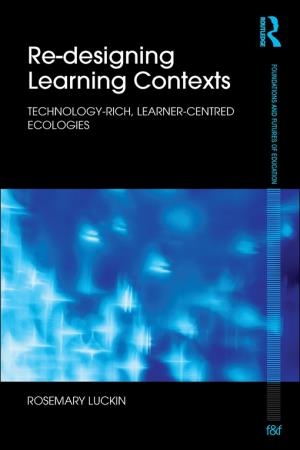 Re-designing
Learning Contexts
TECHNOLOGY-RICH, LEARNER-CENTRED
ECOLOGIES
ROUTLEDGE
FOUNDATIONS AND FUTURES OF EDUCATION
ROSEMARY LUCKIN
f&f